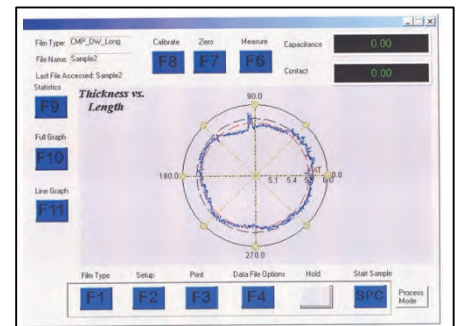 Film Type: CMP_DW_Long
File Name: Sample2
Last File Accessed: Sample2
Calibrate Zero Measure
F8 F7 F6
Capacitance 0.00
Contact 0.00
Statistics
F9
Full Graph
F10
Line Graph
F11
Thickness vs.
Length
90.0
180.0
5.1 5.4
0.0
270.0
Film Type Setup Print Data File Options Hold Start Sample
F1 F2 F3 F4 SPC
Process
Mode